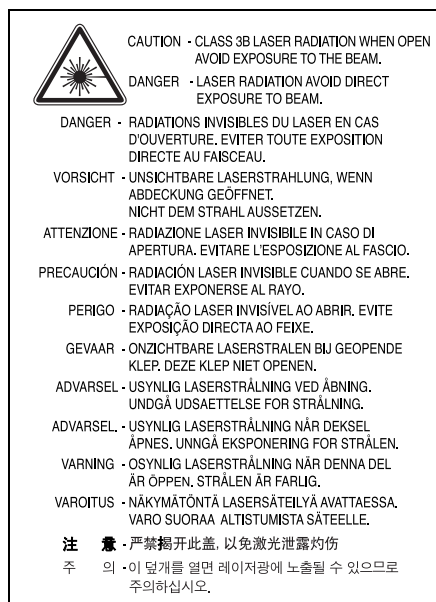 CAUTION - CLASS 3B LASER RADIATION WHEN OPEN
AVOID EXPOSURE TO THE BEAM.
DANGER - LASER RADIATION AVOID DIRECT
EXPOSURE TO BEAM.
DANGER - RADIATIONS INVISIBLES DU LASER EN CAS
D'OUVERTURE. EVITER TOUTE EXPOSITION
DIRECTE AU FAISCEAU.
VORSICHT - UNSICHTBARE LASERSTRAHLUNG, WENN
ABDECKUNG GEÖFFNET.
NICHT DEM STRAHL AUSSETZEN.
ATTENZIONE - RADIAZIONE LASER INVISIBILE IN CASO DI
APERTURA. EVITARE L'ESPOSIZIONE AL FASCIO.
PRECAUCIÓN - RADIACIÓN LASER INVISIBLE CUANDO SE ABRE.
EVITAR EXPONERSE AL RAYO.
PERIGO - RADIAÇÃO LASER INVISÍVEL AO ABRIR. EVITE
EXPOSIÇÃO DIRECTA AO FEIXE.
GEVAAR - ONZICHTBARE LASERSTRALEN BIJ GEOPENDE
KLEP. DEZE KLEP NIET OPENEN.
ADVARSEL - USYNLIG LASERSTRÅLNING VED ÅBNING.
UNDGÅ UDSAETTELSE FOR STRÅLNING.
ADVARSEL. - USYNLIG LASERSTRÅLNING NÅR DEKSEL
ÅPNES. UNNGÅ EKSPONERING FOR STRÅLEN.
VARNING - OSYNLIG LASERSTRÅLNING NÄR DENNA DEL
ÄR ÖPPEN. STRÅLEN ÄR FARLIG.
VAROITUS - NÄKYMÄTÖNTÄ LASERSÄTEILYÄ AVATTAESSA.
VARO SUORAA ALTISTUMISTA SÄTEELLE.
注 意 - 严禁揭开此盖, 以免激光泄露灼伤
주 의 - 이 덮개를 열면 레이저광에 노출될 수 있으므로
주의하십시오.